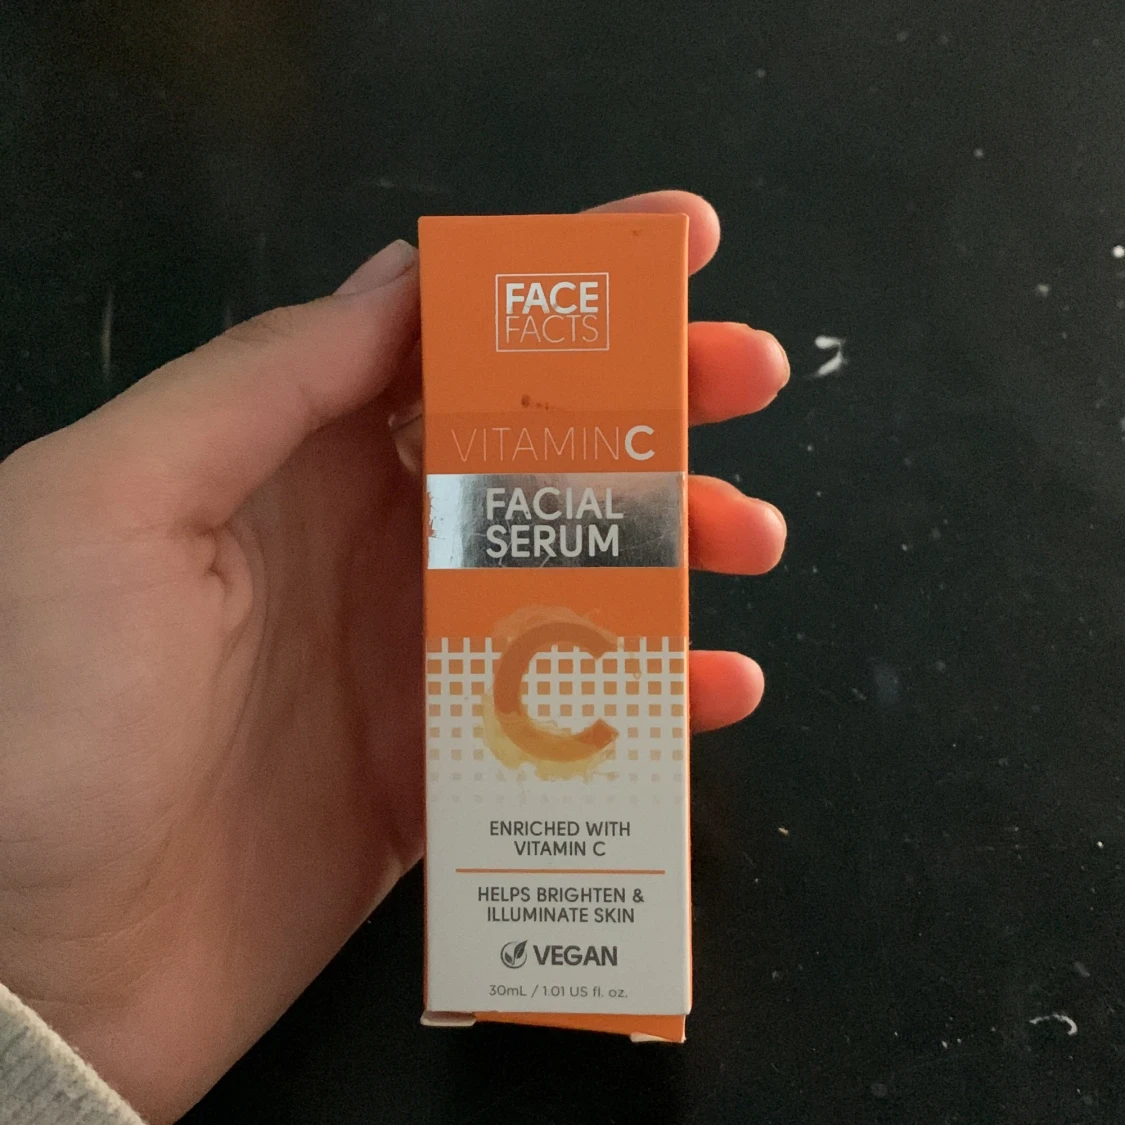 FACE
FACTS
VITAMINC
FACIAL
SERUM
C
ENRICHED WITH
VITAMIN C
HELPS BRIGHTEN &
ILLUMINATE SKIN
VEGAN
30mL / 1.01 US fl. oz.